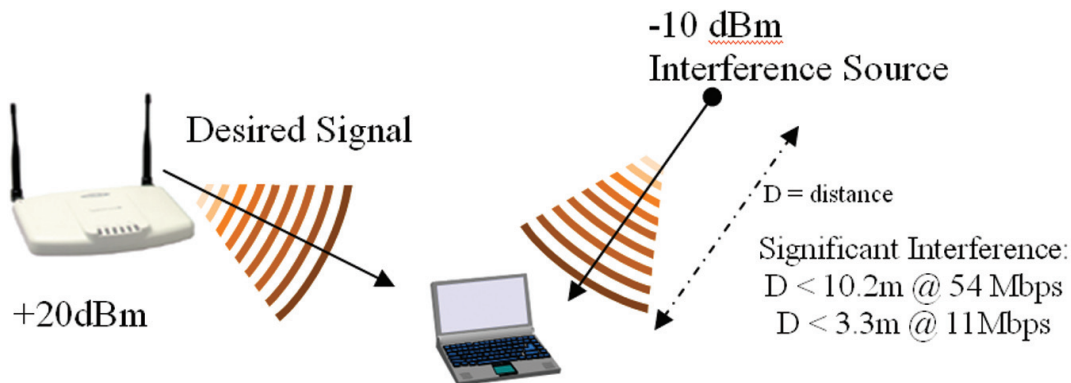 -10 dBm
Interference Source
Desired Signal
D = distance
Significant Interference:
D < 10.2m @ 54 Mbps
D < 3.3m @ 11Mbps
+20dBm